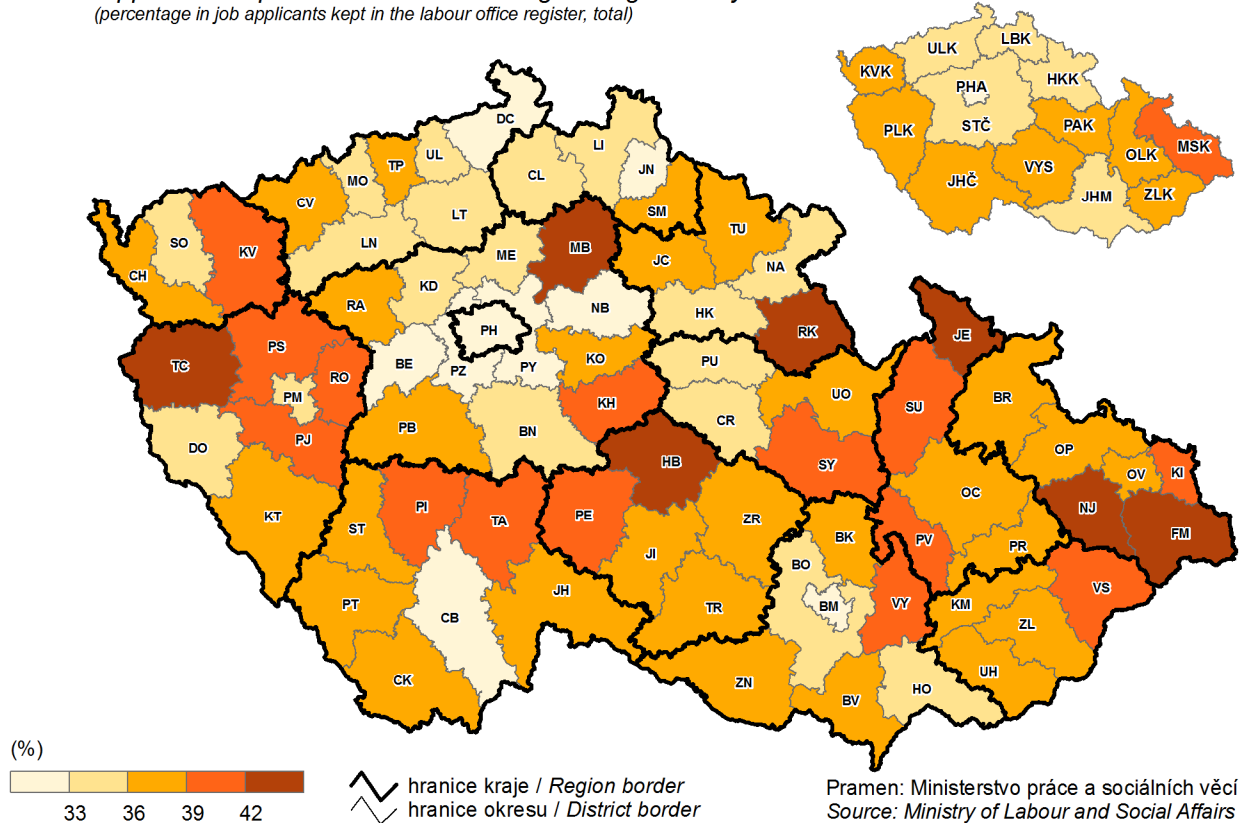 (percentage in job applicants kept in the labour office register, total)
ULK
LBK
KVK
PHA
HKK
STČ
PLK
PAK
MSK
OLK
VYS
JHČ
ZLK
JHM
DC
LI
UL
TP
JN
MO
CL
CV
SM
LT
TU
SO
LN
KV
MB
ME
JC
NA
CH
KD
RA
NB
HK
PH
RK
JE
PS
KO
PU
TC
BE
PZ
PY
RO
UO
BR
PM
KH
SU
CR
PB
BN
PJ
DO
OP
HB
SY
KI
OV
OC
PI
NJ
KT
ST
TA
PE
ZR
FM
BK
PV
PR
JI
BO
VS
JH
PT
TR
BM
VY
KM
CB
ZL
UH
CK
ZN
HO
BV
(%)
33 36 39 42
hranice kraje / Region border
hranice okresu / District border
Pramen: Ministerstvo práce a sociálních věcí
Source: Ministry of Labour and Social Affairs